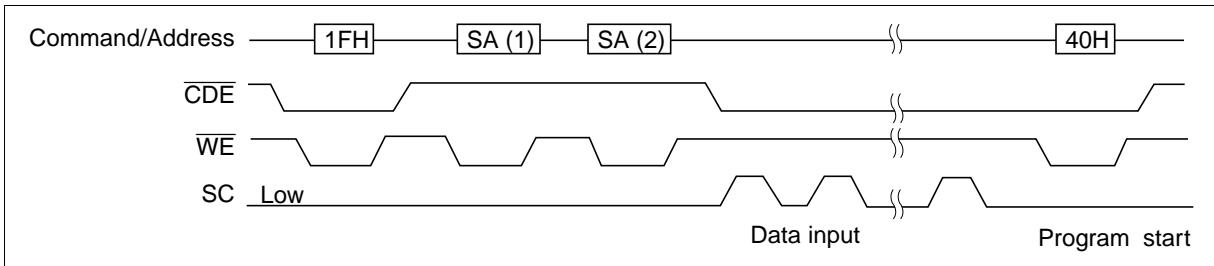 Command/Address 1FH SA (1) SA (2) 40H
CDE
WE
SC Low
Data input Program start